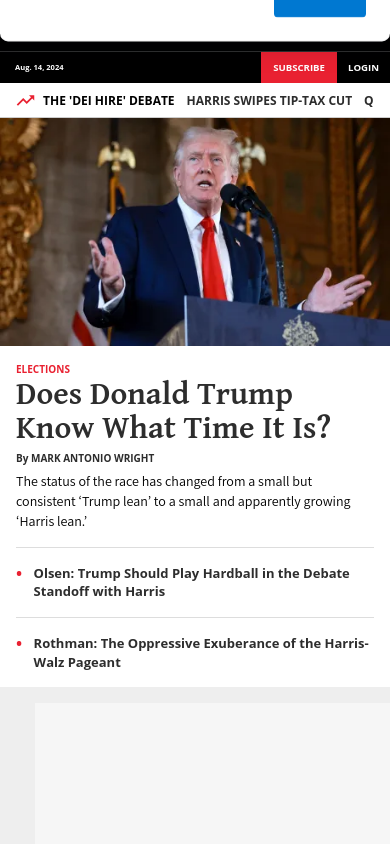 Aug. 14, 2024
SUBSCRIBE
LOGIN
THE 'DEI HIRE' DEBATE
HARRIS SWIPES TIP-TAX CUT
Q
ELECTIONS
Does Donald Trump
Know What Time It Is?
By MARK ANTONIO WRIGHT
The status of the race has changed from a small but
consistent ‘Trump lean’ to a small and apparently growing
‘Harris lean.’
Olsen: Trump Should Play Hardball in the Debate
Standoff with Harris
Rothman: The Oppressive Exuberance of the Harris-
Walz Pageant